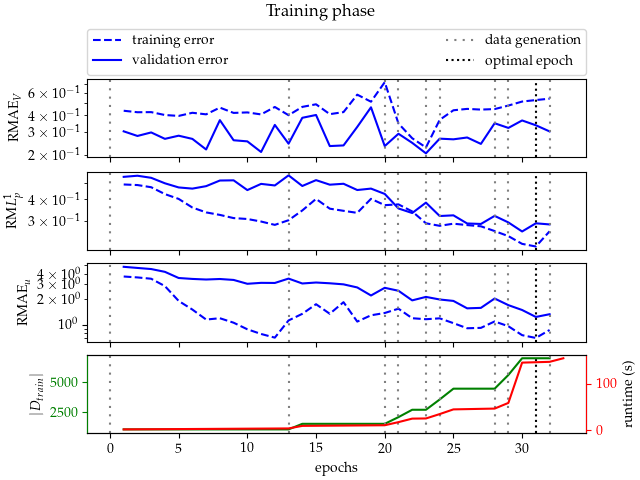 Training phase
training error
validation error
data generation
optimal epoch
RMAE_V
6 × 10⁻¹
4 × 10⁻¹
3 × 10⁻¹
2 × 10⁻¹
RML_p^1
4 × 10⁻¹
3 × 10⁻¹
RMAE_u
4 × 10⁰
3 × 10⁰
2 × 10⁰
10⁰
|D_train|
5000
2500
100
0
runtime (s)
0 5 10 15 20 25 30
epochs